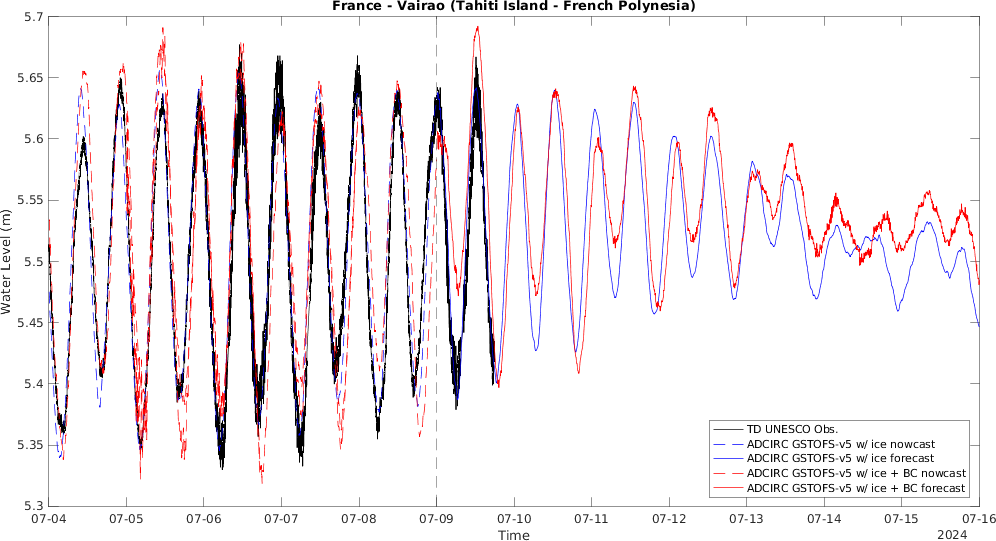 France - Vairao (Tahiti Island - French Polynesia)
5.7
5.65
5.6
5.55
5.5
5.45
5.4
5.35
5.3
Water Level (m)
TD UNESCO Obs.
ADCIRC GSTOFS-v5 w/ ice nowcast
ADCIRC GSTOFS-v5 w/ ice forecast
ADCIRC GSTOFS-v5 w/ ice + BC nowcast
ADCIRC GSTOFS-v5 w/ ice + BC forecast
07-04 07-05 07-06 07-07 07-08 07-09 07-10 07-11 07-12 07-13 07-14 07-15 07-16
Time
2024